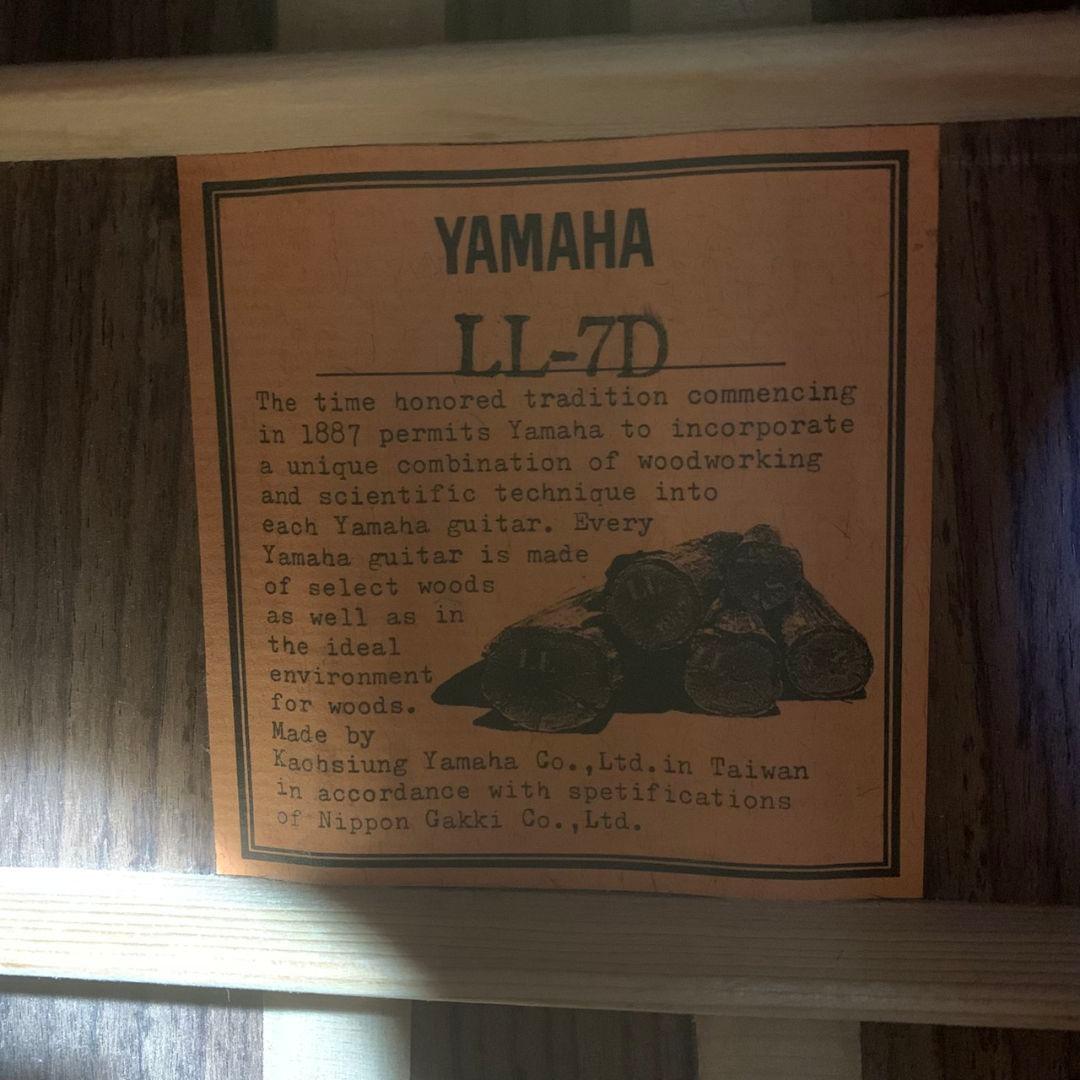 YAMAHA
LL-7D
The time honored tradition commencing
in 1887 permits Yamaha to incorporate
a unique combination of woodworking
and scientific technique into
each Yamaha guitar. Every
Yamaha guitar is made
of select woods
as well as in
the ideal
environment
for woods.
Made by
Kaohsiung Yamaha Co.,Ltd.in Taiwan
in accordance with spetifications
of Nippon Gakki Co.,Ltd.
LL
LL